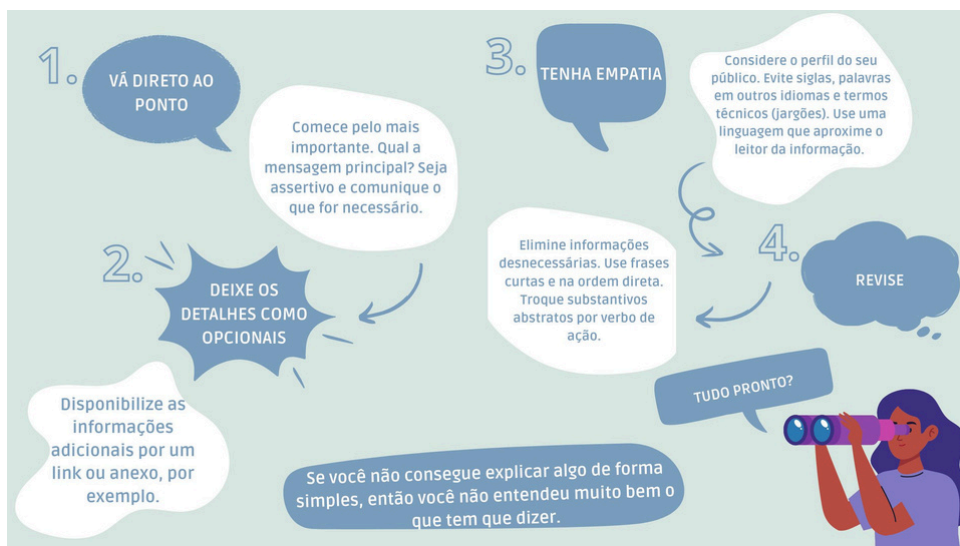 1.
VÁ DIRETO AO
PONTO
Comece pelo mais
importante. Qual a
mensagem principal? Seja
assertivo e comunique o
que for necessário.
2.
DEIXE OS
DETALHES COMO
OPCIONAIS
Disponibilize as
informações
adicionais por um
link ou anexo, por
exemplo.
3.
TENHA EMPATIA
Considere o perfil do seu
público. Evite siglas, palavras
em outros idiomas e termos
técnicos (jargões). Use uma
linguagem que aproxime o
leitor da informação.
4.
REVISE
Elimine informações
desnecessárias. Use frases
curtas e na ordem direta.
Troque substantivos
abstratos por verbo de
ação.
TUDO PRONTO?
Se você não consegue explicar algo de forma
simples, então você não entendeu muito bem o
que tem que dizer.